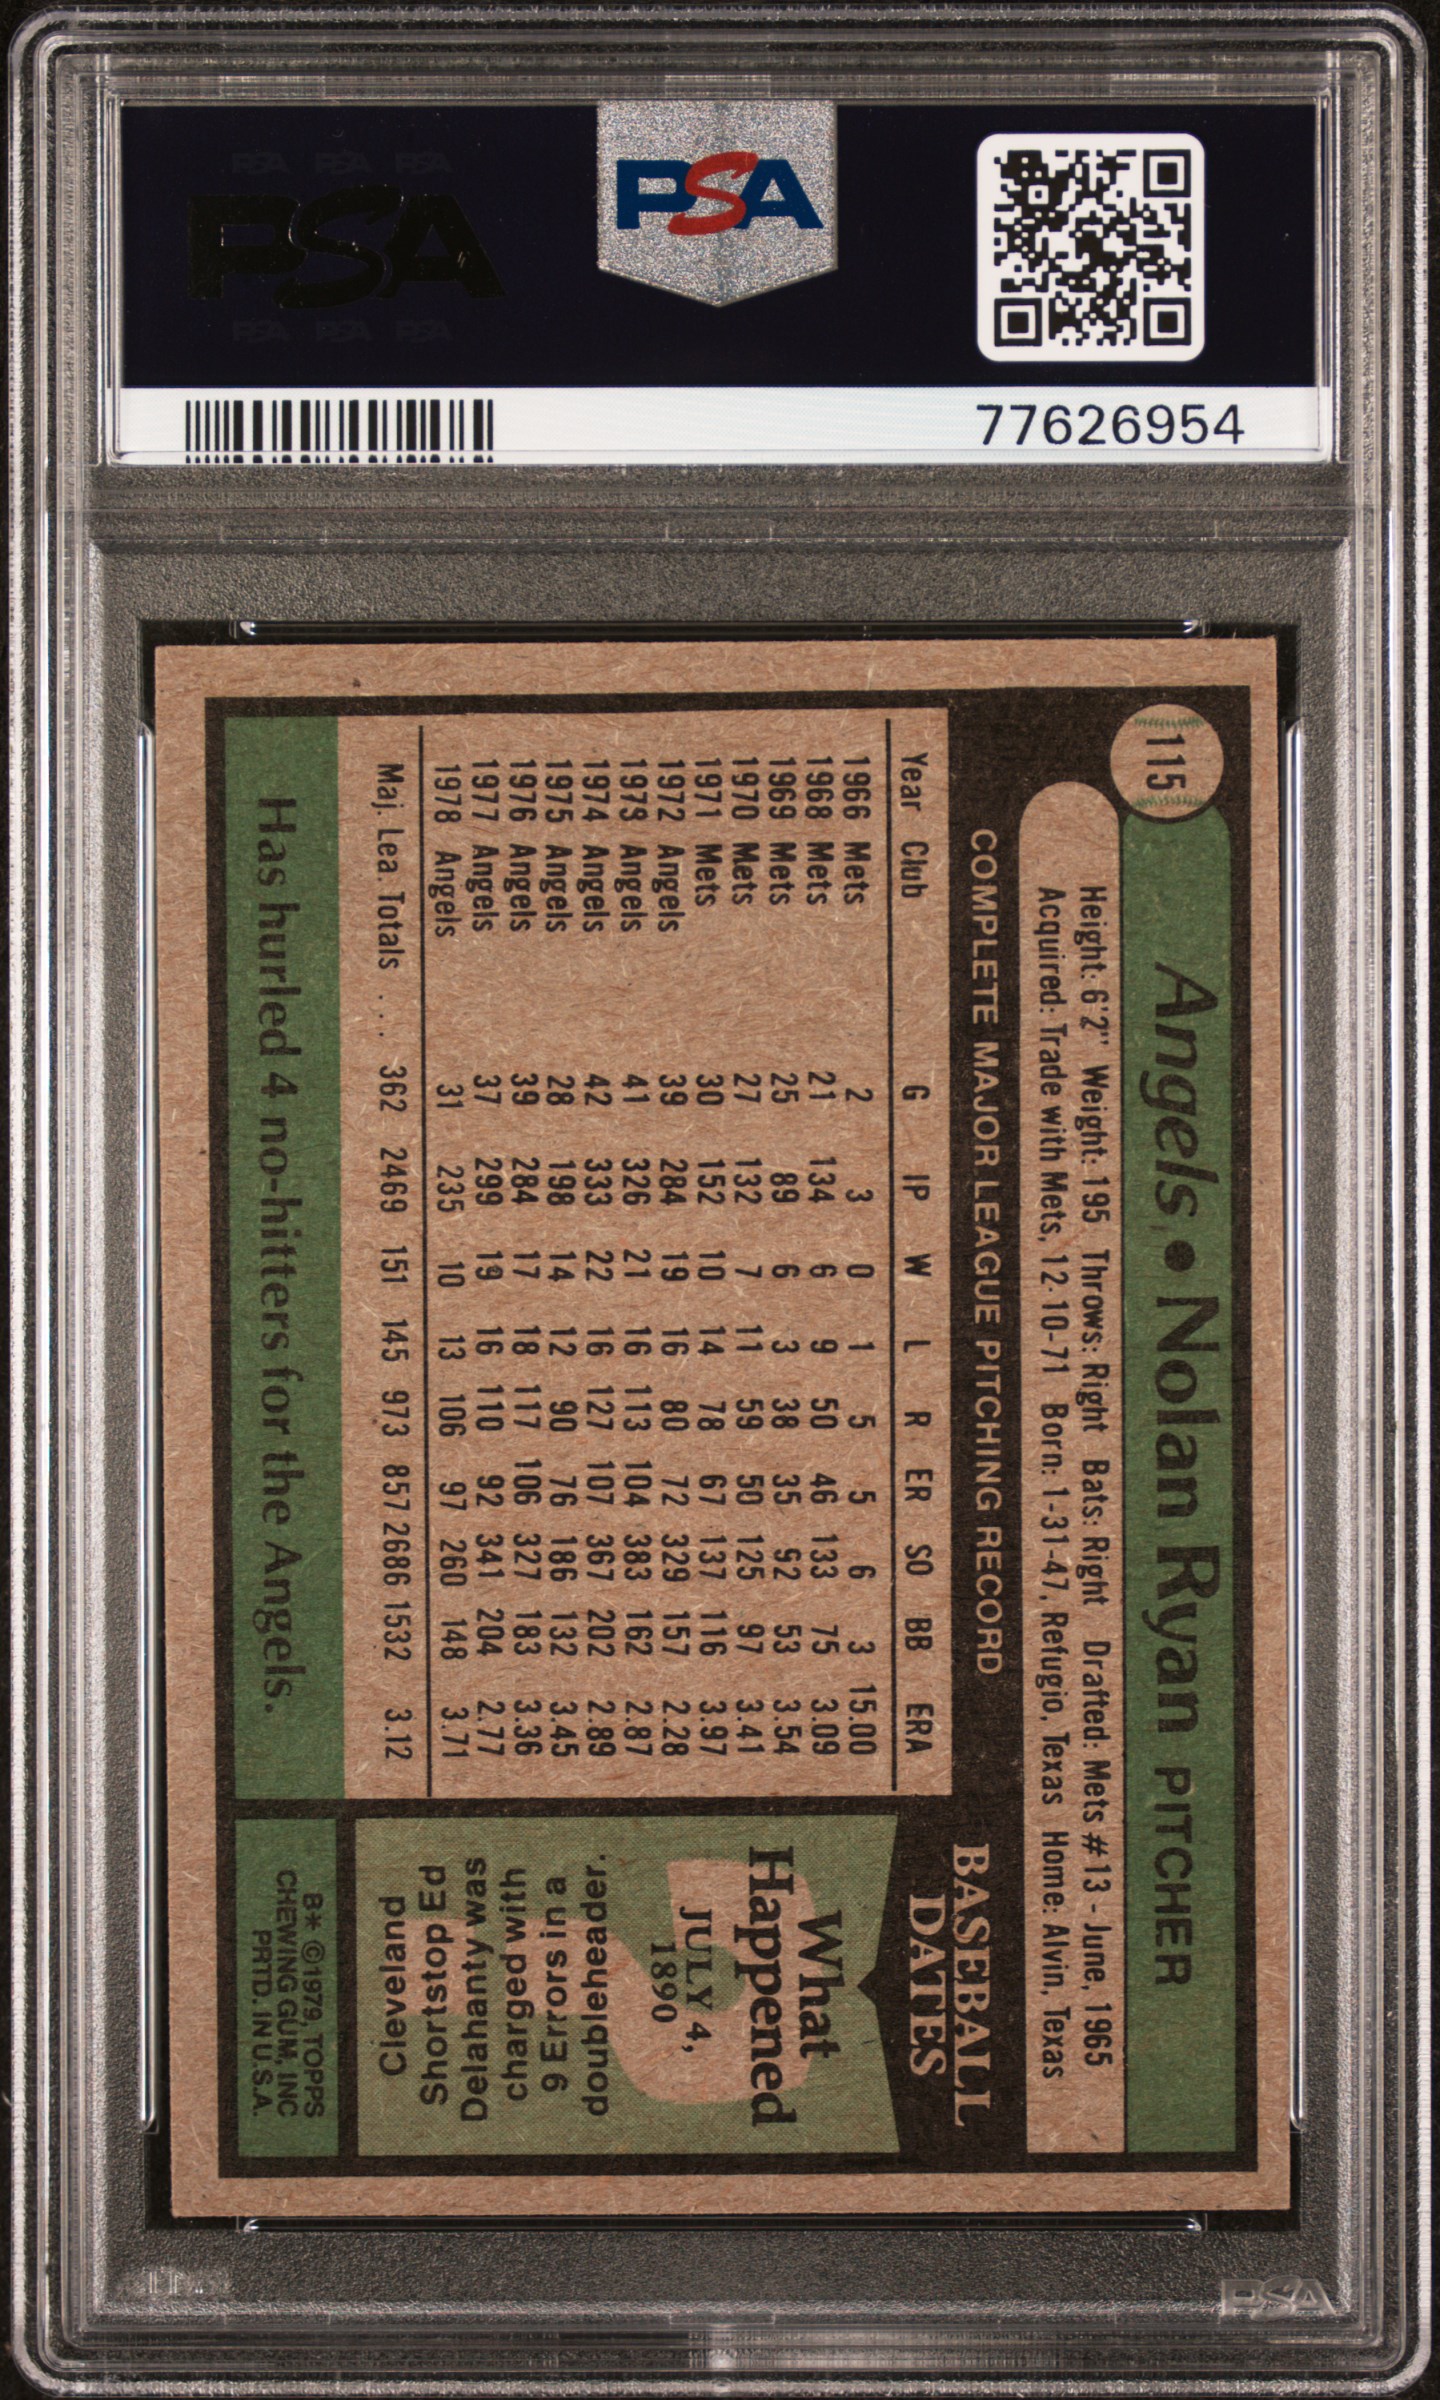 PSA PSA PSA
PSA
PSA PSA PSA
PSA
77626954
115
Angels • Nolan Ryan PITCHER
Height: 6'2" Weight: 195 Throws: Right Bats: Right Drafted: Mets #13 - June, 1965
Acquired: Trade with Mets, 12-10-71 Born: 1-31-47, Refugio, Texas Home: Alvin, Texas
COMPLETE MAJOR LEAGUE PITCHING RECORD
Year Club G IP W L R ER SO BB ERA
1966 Mets 2 3 0 1 5 5 6 3 15.00
1968 Mets 21 134 6 9 50 46 133 75 3.09
1969 Mets 25 89 6 3 38 35 92 53 3.54
1970 Mets 27 132 7 11 59 50 125 97 3.41
1971 Mets 30 152 10 14 78 67 137 116 3.97
1972 Angels 39 284 19 16 80 72 329 157 2.28
1973 Angels 41 326 21 16 113 104 383 162 2.87
1974 Angels 42 333 22 16 127 107 367 202 2.89
1975 Angels 28 198 14 12 90 76 186 132 3.45
1976 Angels 39 284 17 18 117 106 327 183 3.36
1977 Angels 37 299 19 16 110 92 341 204 2.77
1978 Angels 31 235 10 13 106 97 260 148 3.71
Maj. Lea. Totals . . . 362 2469 151 145 973 857 2686 1532 3.12
Has hurled 4 no-hitters for the Angels.
BASEBALL
DATES
What
Happened
JULY 4,
1890
?
Cleveland
Shortstop Ed
Delahanty was
charged with
9 Errors in a
doubleheader.
B* ©1979, TOPPS
CHEWING GUM, INC
PRTD. IN U.S.A.
PSA